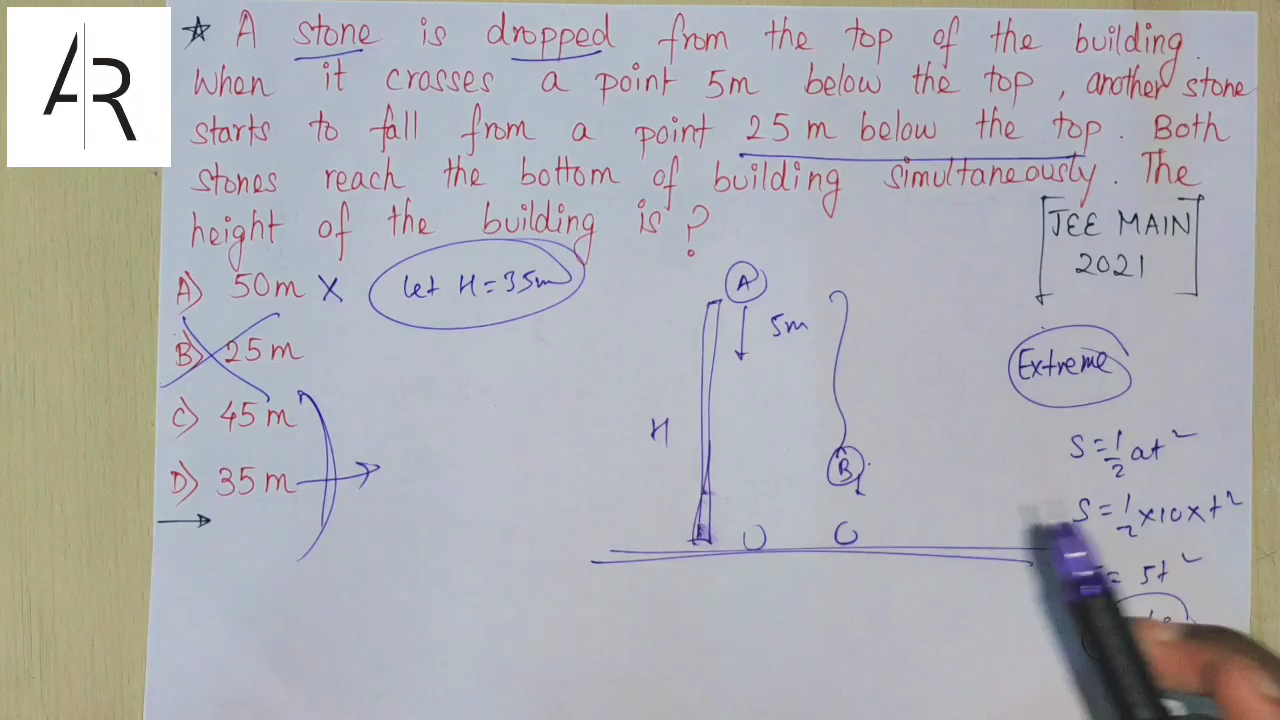 AR
☆ A stone is dropped from the top of the building.
When it crosses a point 5m below the top, another stone
starts to fall from a point 25 m below the top. Both
stones reach the bottom of building simultaneously. The
height of the building is?
[JEE MAIN
2021]
A) 50m X
let H = 35m
B) 25m
C) 45m
D) 35m
A
5m
H
B
Extreme
S = 1/2 at²
S = 1/2 × 10 × t²
= 5t²